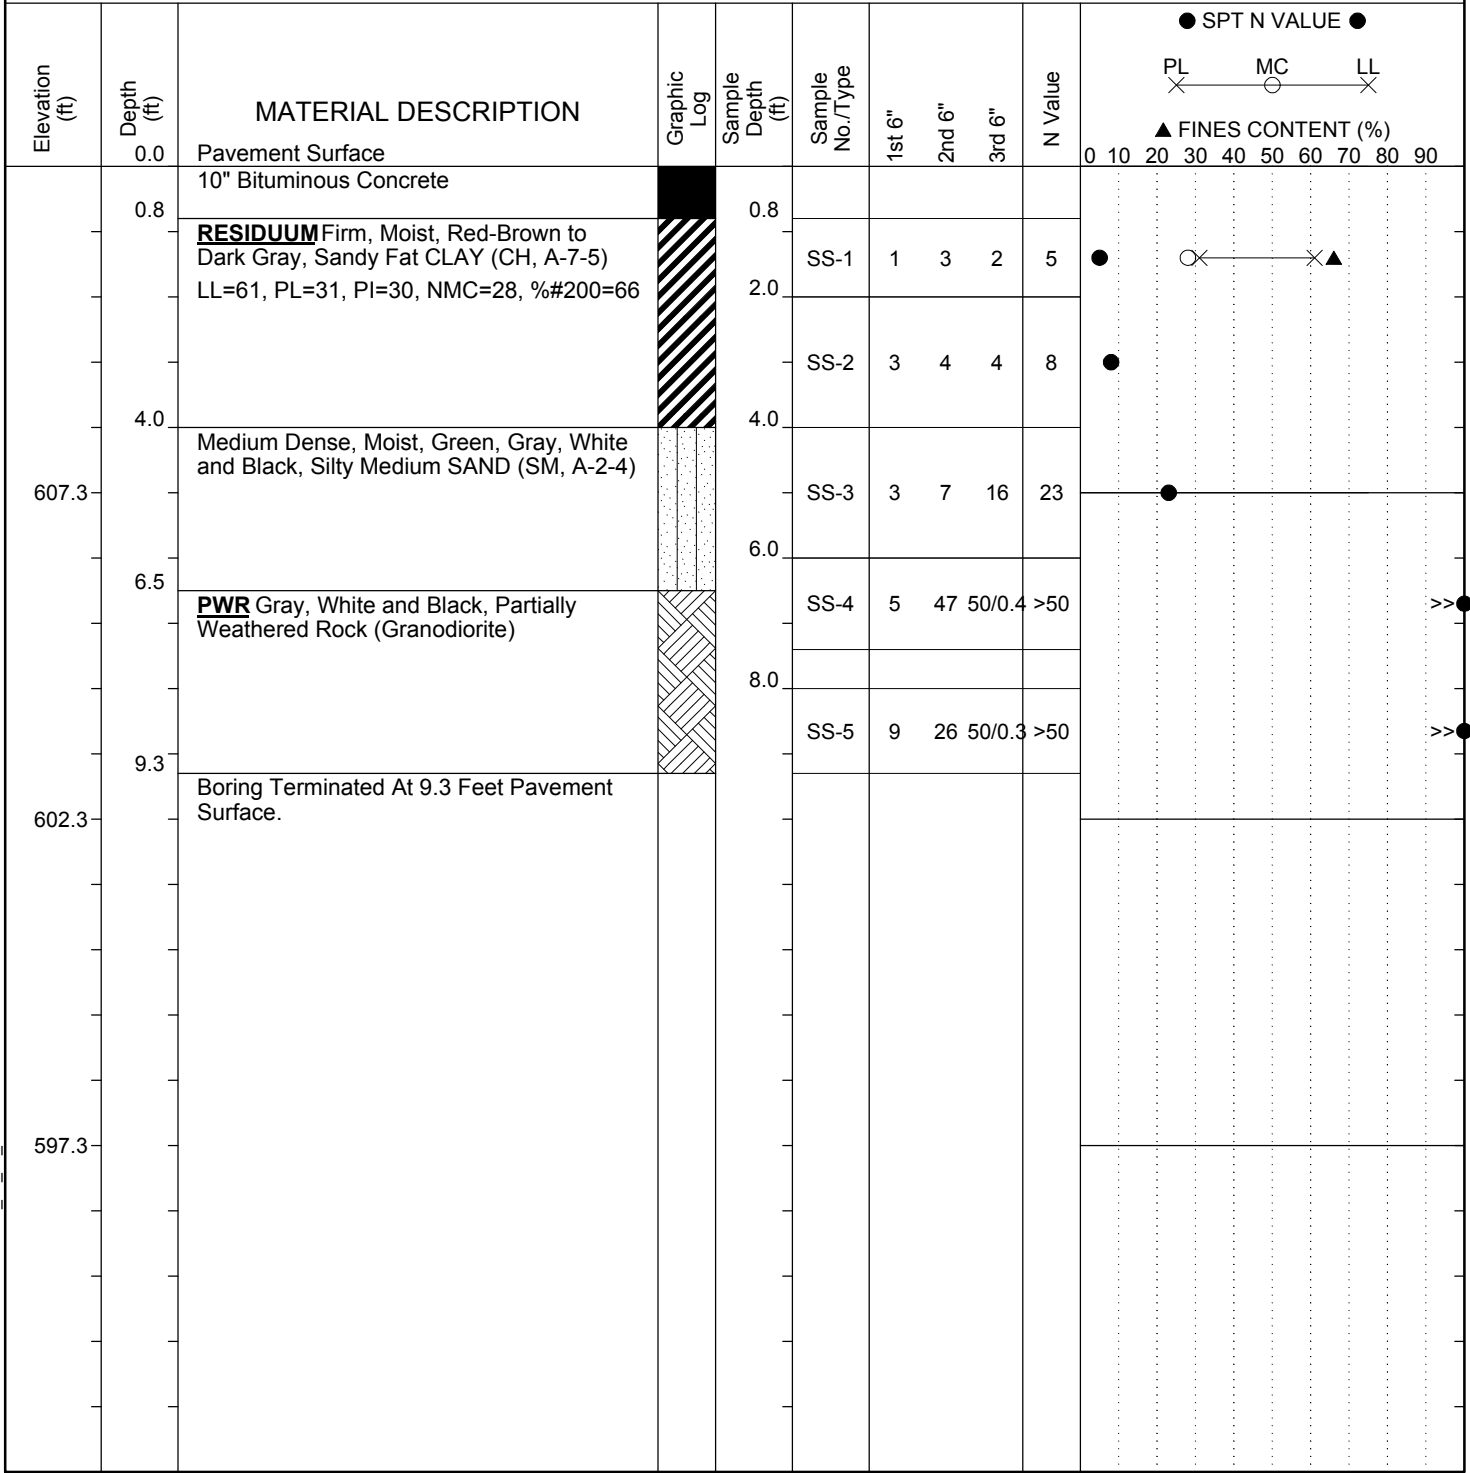 ● SPT N VALUE ●
PL MC LL
▲ FINES CONTENT (%)
0 10 20 30 40 50 60 70 80 90
Elevation (ft)
Depth (ft)
MATERIAL DESCRIPTION
Graphic Log
Sample Depth (ft)
Sample No./Type
1st 6"
2nd 6"
3rd 6"
N Value
0.0 Pavement Surface
10" Bituminous Concrete
0.8 0.8
RESIDUUM Firm, Moist, Red-Brown to
Dark Gray, Sandy Fat CLAY (CH, A-7-5)
SS-1 1 3 2 5
LL=61, PL=31, PI=30, NMC=28, %#200=66
2.0
SS-2 3 4 4 8
4.0 4.0
Medium Dense, Moist, Green, Gray, White
and Black, Silty Medium SAND (SM, A-2-4)
607.3 SS-3 3 7 16 23
6.0
6.5
PWR Gray, White and Black, Partially
Weathered Rock (Granodiorite)
SS-4 5 47 50/0.4 >50 >>
8.0
SS-5 9 26 50/0.3 >50 >>
9.3
Boring Terminated At 9.3 Feet Pavement
Surface.
602.3
597.3